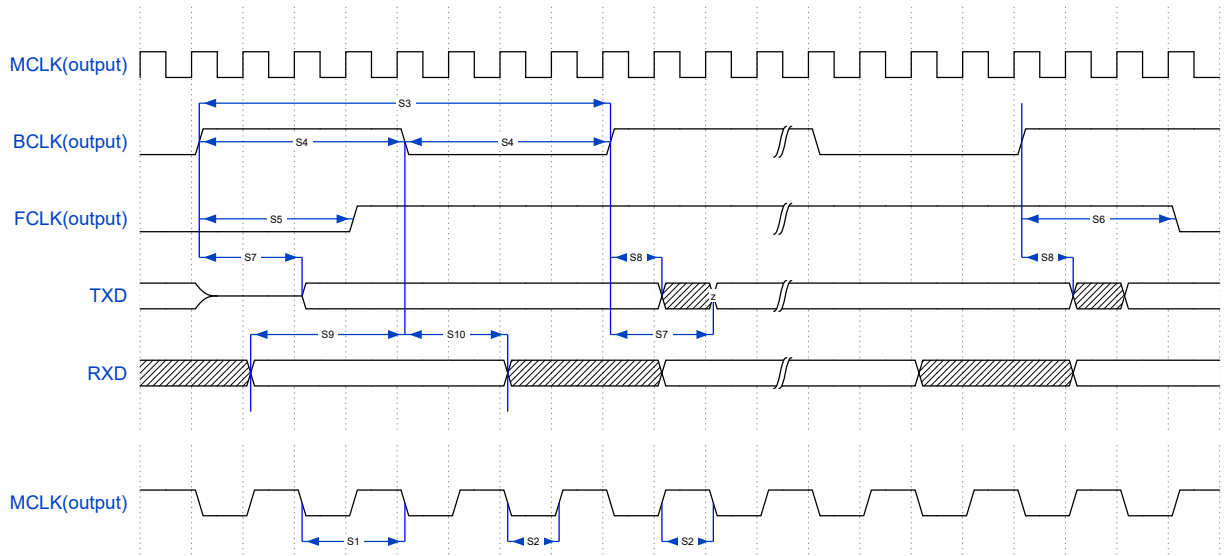 MCLK(output)
S3
BCLK(output)
S4 S4
FCLK(output)
S5 S6
S7 S8 S8
TXD
z
S9 S10 S7
RXD
MCLK(output)
S1 S2 S2